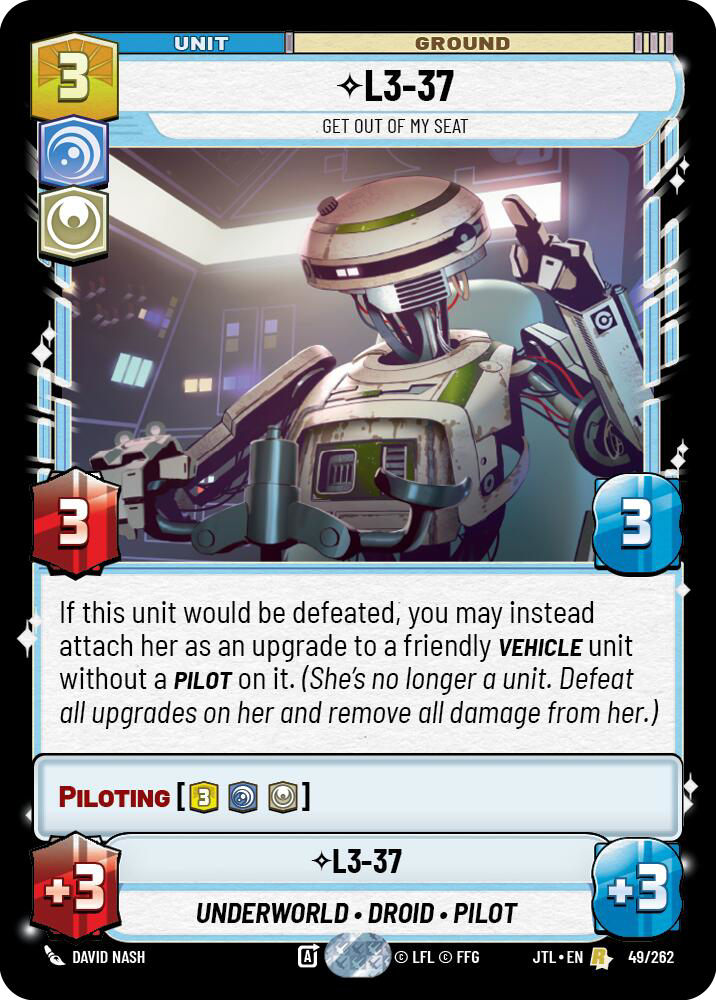 UNIT
GROUND
3
✧L3-37
GET OUT OF MY SEAT
3
3
If this unit would be defeated, you may instead
attach her as an upgrade to a friendly VEHICLE unit
without a PILOT on it. (She's no longer a unit. Defeat
all upgrades on her and remove all damage from her.)
PILOTING [3]
✧L3-37
+3
+3
UNDERWORLD • DROID • PILOT
DAVID NASH
A
© LFL © FFG
JTL • EN
R
49/262